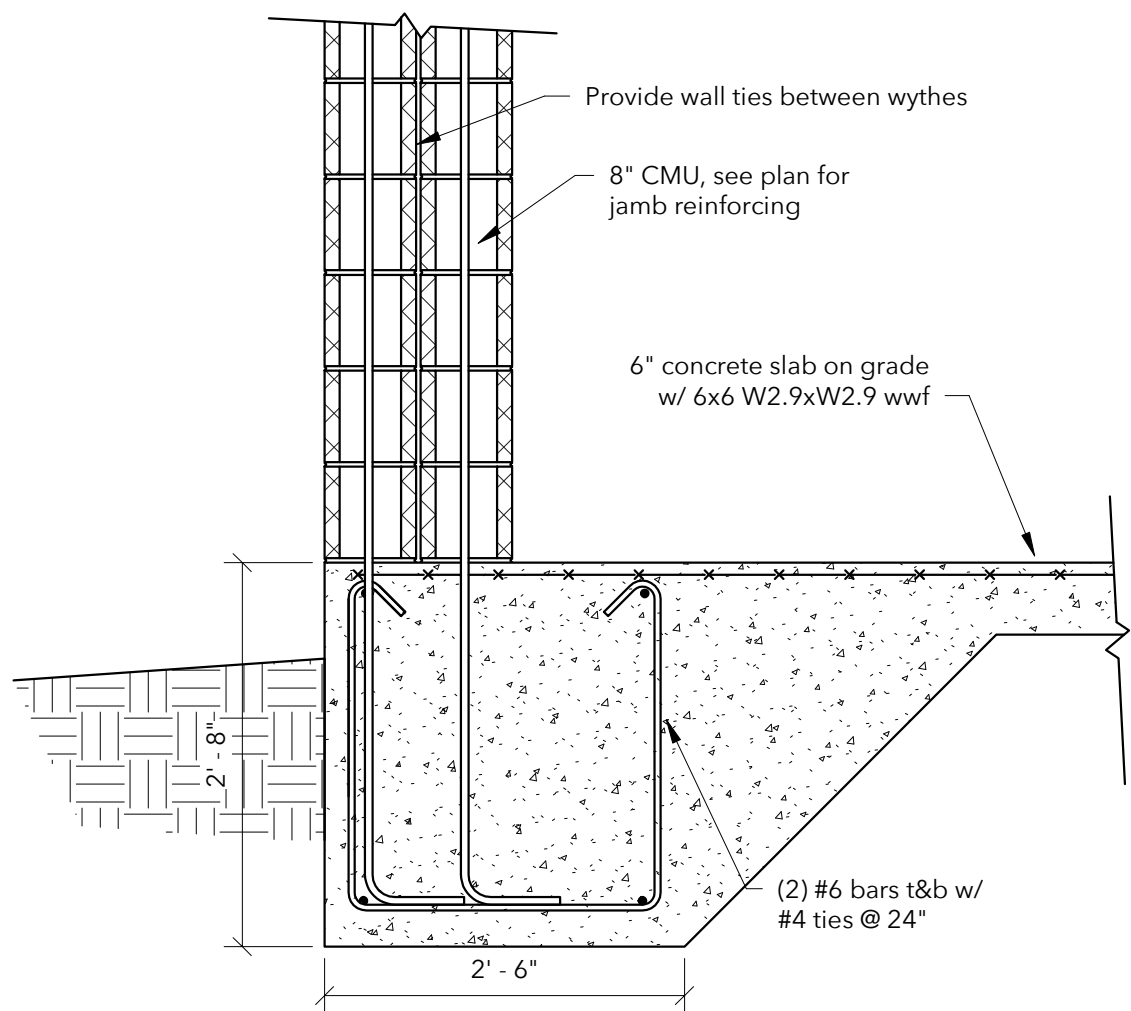 Provide wall ties between wythes
8" CMU, see plan for
jamb reinforcing
6" concrete slab on grade
w/ 6x6 W2.9xW2.9 wwf
2' - 8"
(2) #6 bars t&b w/
#4 ties @ 24"
2' - 6"